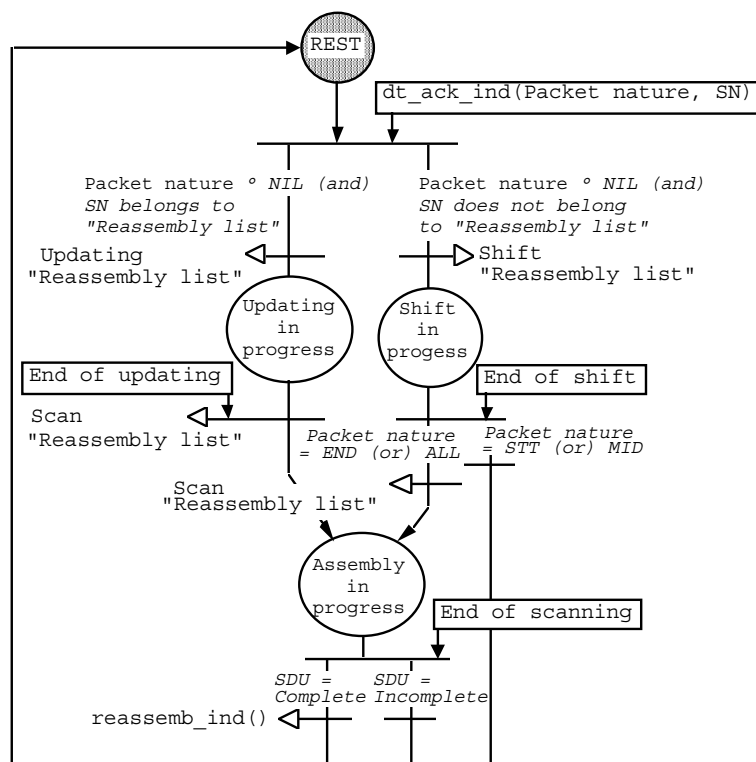 REST
dt_ack_ind(Packet nature, SN)
Packet nature ° NIL (and)
SN belongs to
"Reassembly list"
Packet nature ° NIL (and)
SN does not belong
to "Reassembly list"
Updating
"Reassembly list"
Shift
"Reassembly list"
Updating
in
progress
Shift
in
progess
End of updating
End of shift
Scan
"Reassembly list"
Packet nature
= END (or) ALL
Packet nature
= STT (or) MID
Scan
"Reassembly list"
Assembly
in
progress
End of scanning
SDU =
Complete
SDU =
Incomplete
reassemb_ind()